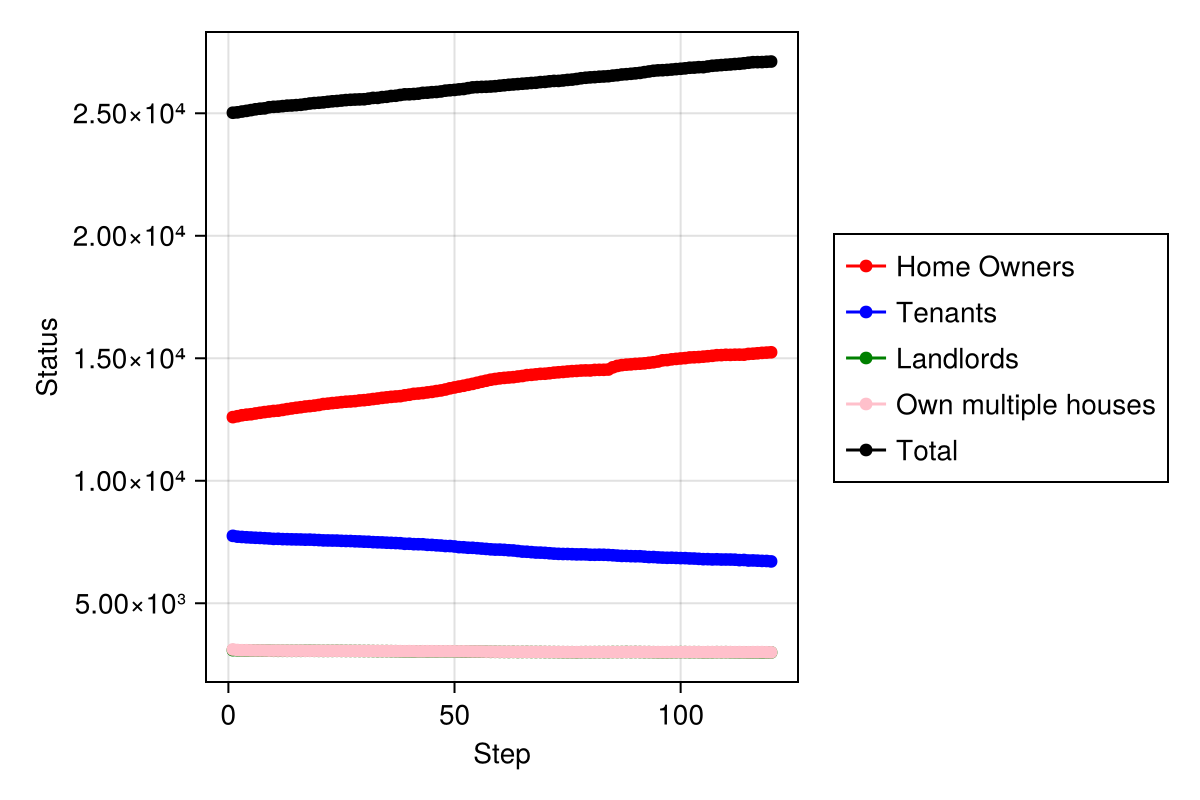 2.50×10⁴
2.00×10⁴
1.50×10⁴
1.00×10⁴
5.00×10³
Status
0 50 100
Step
Home Owners
Tenants
Landlords
Own multiple houses
Total